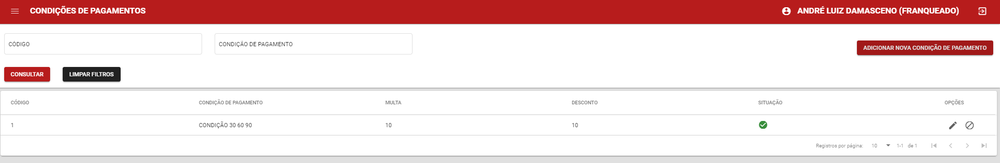 CONDIÇÕES DE PAGAMENTOS
ANDRÉ LUIZ DAMASCENO (FRANQUEADO)
CÓDIGO
CONDIÇÃO DE PAGAMENTO
ADICIONAR NOVA CONDIÇÃO DE PAGAMENTO
CONSULTAR
LIMPAR FILTROS
CÓDIGO CONDIÇÃO DE PAGAMENTO MULTA DESCONTO SITUAÇÃO OPÇÕES
1 CONDIÇÃO 30 60 90 10 10
Registros por página: 10 1-1 de 1